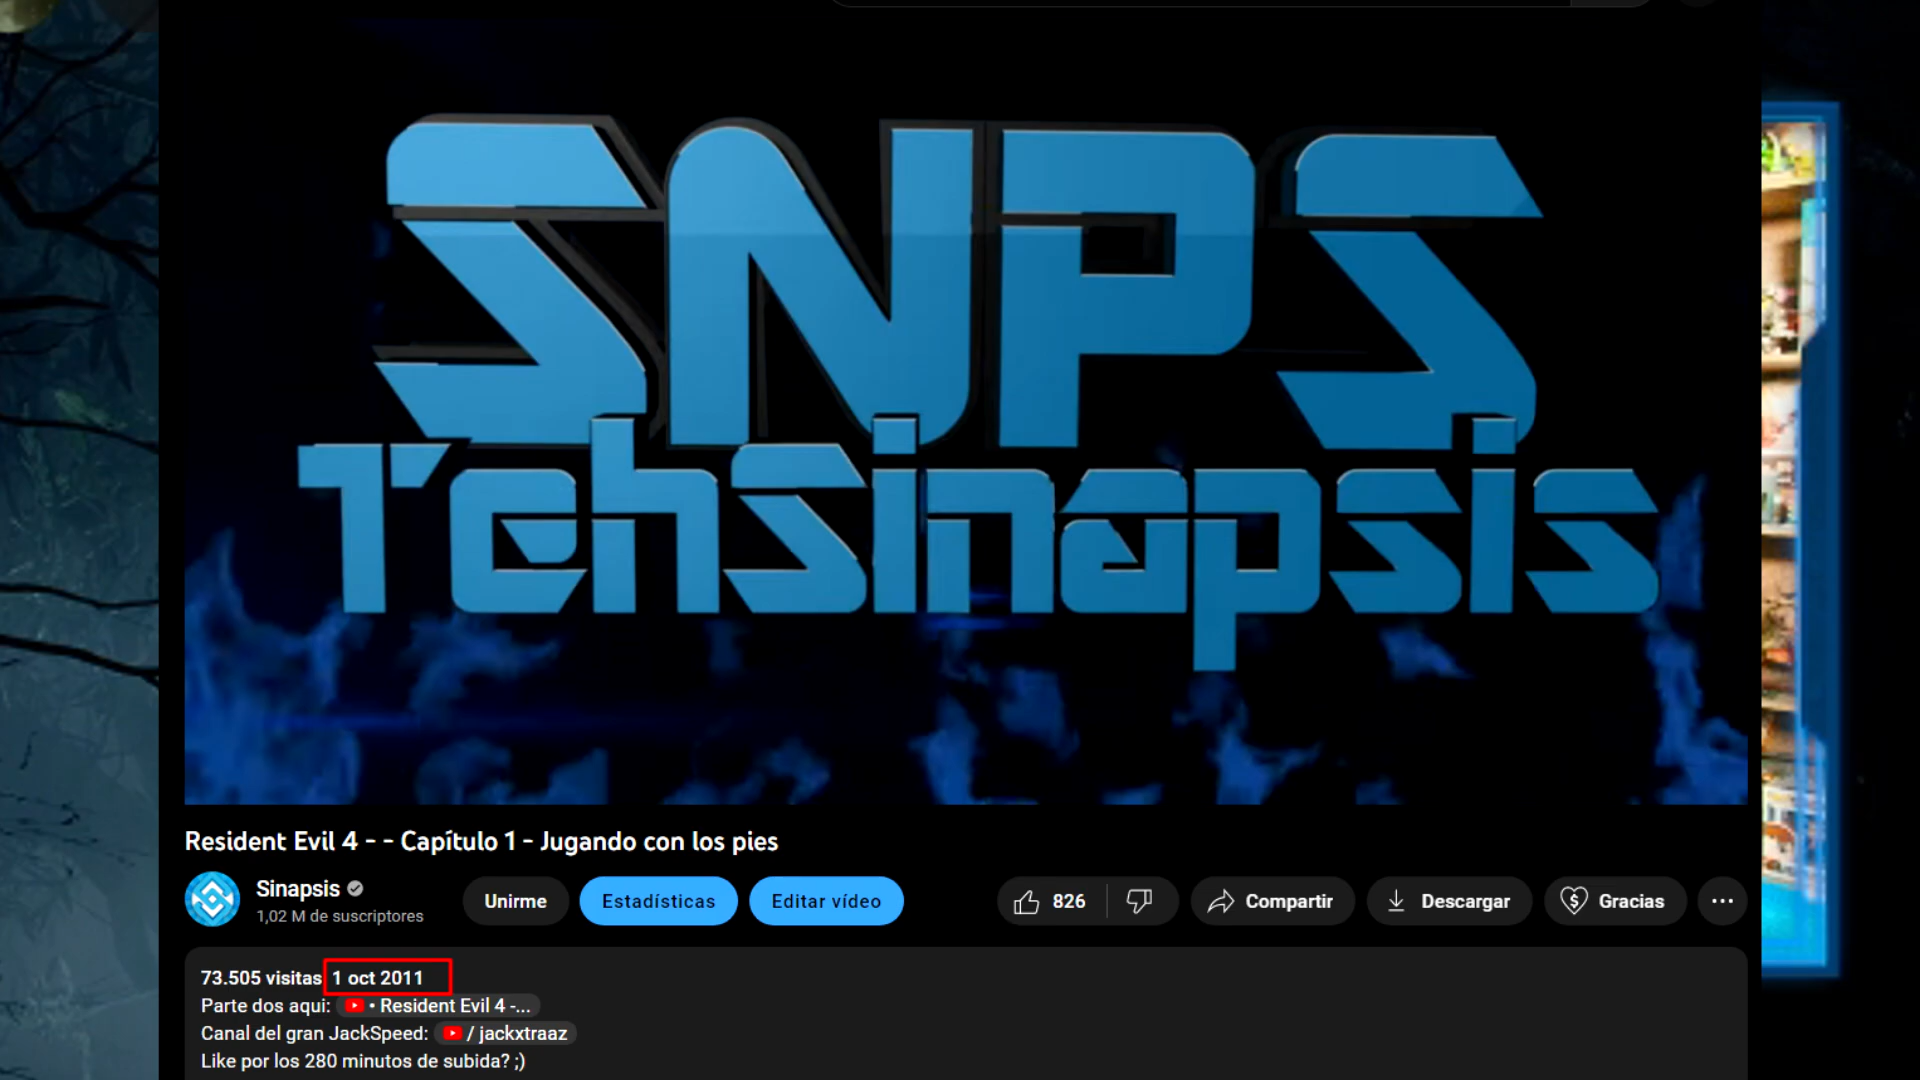 SNPS
TehSinapsis
Resident Evil 4 - - Capítulo 1 - Jugando con los pies
Sinapsis
1,02 M de suscriptores
Unirme
Estadísticas
Editar vídeo
826
Compartir
Descargar
Gracias
73.505 visitas 1 oct 2011
Parte dos aqui: • Resident Evil 4 -...
Canal del gran JackSpeed: / jackxtraaz
Like por los 280 minutos de subida? ;)